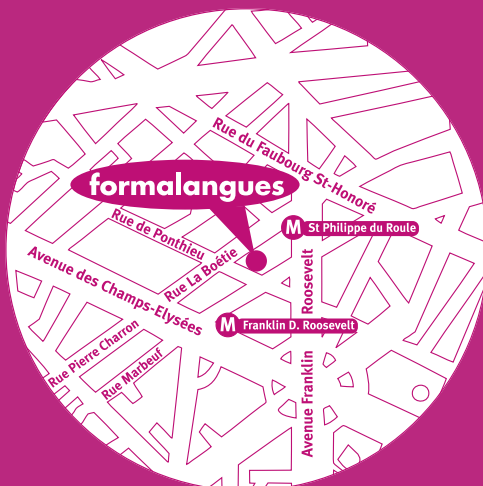 Rue du Faubourg St-Honoré
formalangues
Rue de Ponthieu
M St Philippe du Roule
Rue La Boétie
Avenue des Champs-Elysées
M Franklin D. Roosevelt
Rue Pierre Charron
Rue Marbeuf
Avenue Franklin Roosevelt